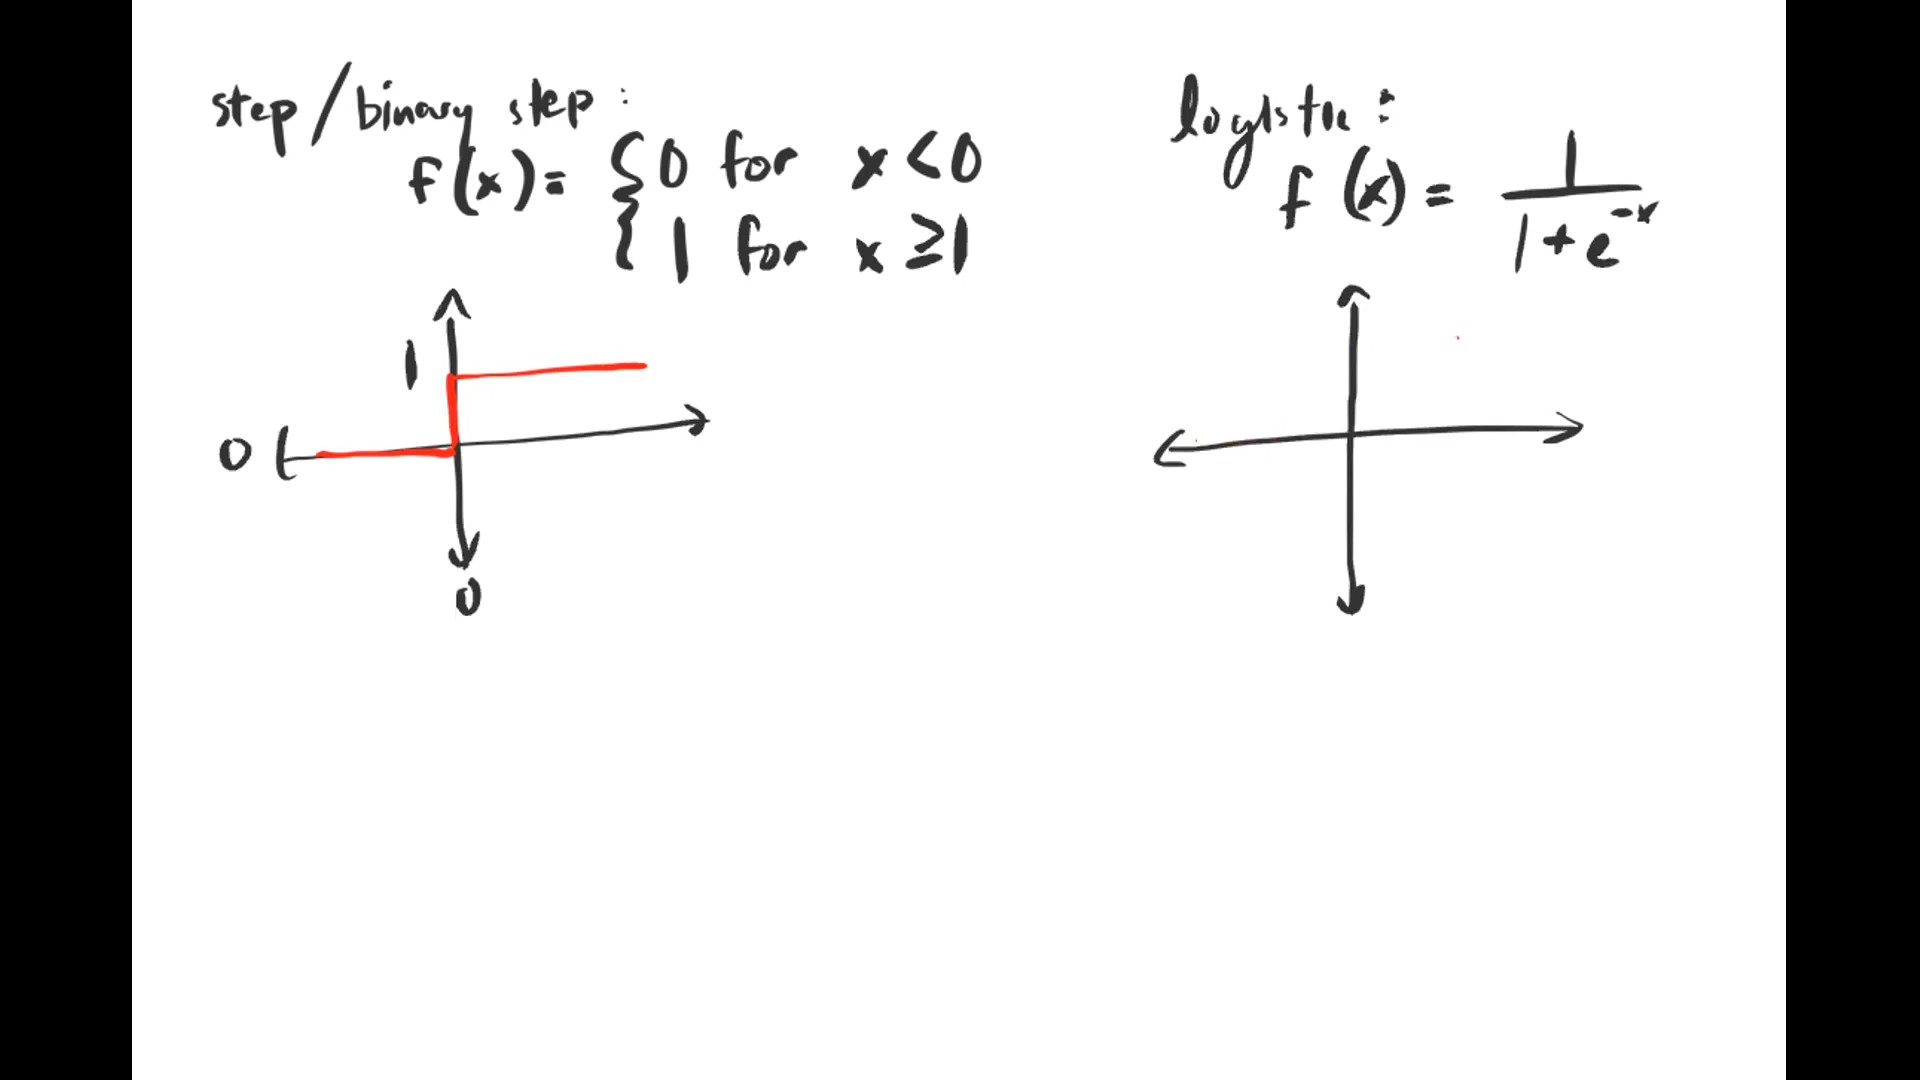 step/binary step:
f(x)= { 0 for x<0
{ 1 for x≥1
1
0
0
logistic:
f(x) = 1
1+e^-x